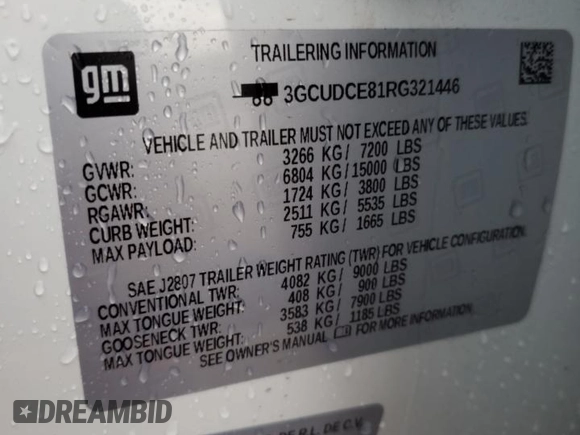 gm
TRAILERING INFORMATION
3GCUDCE81RG321446
VEHICLE AND TRAILER MUST NOT EXCEED ANY OF THESE VALUES.
GVWR: 3266 KG/ 7200 LBS
GCWR: 6804 KG/15000 LBS
RGAWR: 1724 KG/ 3800 LBS
CURB WEIGHT: 2511 KG/ 5535 LBS
MAX PAYLOAD: 755 KG/ 1665 LBS
SAE J2807 TRAILER WEIGHT RATING (TWR) FOR VEHICLE CONFIGURATION.
CONVENTIONAL TWR: 4082 KG/ 9000 LBS
MAX TONGUE WEIGHT: 408 KG/ 900 LBS
GOOSENECK TWR: 3583 KG/ 7900 LBS
MAX TONGUE WEIGHT: 538 KG/ 1185 LBS
SEE OWNER'S MANUAL FOR MORE INFORMATION.
DE R.L. DE C.V.
DREAMBID